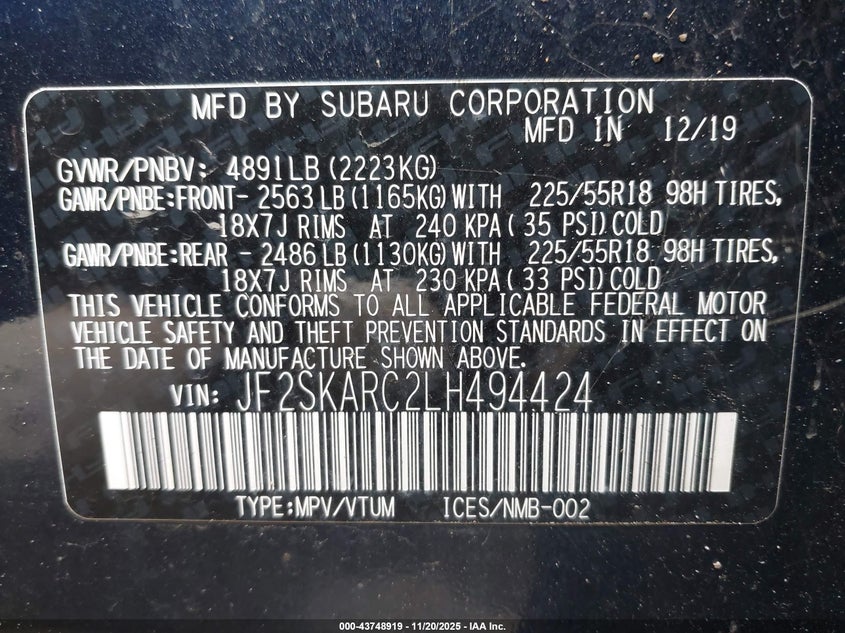 MFD BY SUBARU CORPORATION
MFD IN 12/19
GVWR/PNBV: 4891LB (2223KG)
GAWR/PNBE:FRONT- 2563 LB (1165KG) WITH 225/55R18 98H TIRES,
18X7J RIMS AT 240 KPA ( 35 PSI) COLD
GAWR/PNBE:REAR - 2486 LB (1130KG) WITH 225/55R18 98H TIRES,
18X7J RIMS AT 230 KPA ( 33 PSI) COLD
THIS VEHICLE CONFORMS TO ALL APPLICABLE FEDERAL MOTOR
VEHICLE SAFETY AND THEFT PREVENTION STANDARDS IN EFFECT ON
THE DATE OF MANUFACTURE SHOWN ABOVE.
VIN: JF2SKARC2LH494424
TYPE:MPV/VTUM ICES/NMB-002
000-43748919 - 11/20/2025 - IAA Inc.